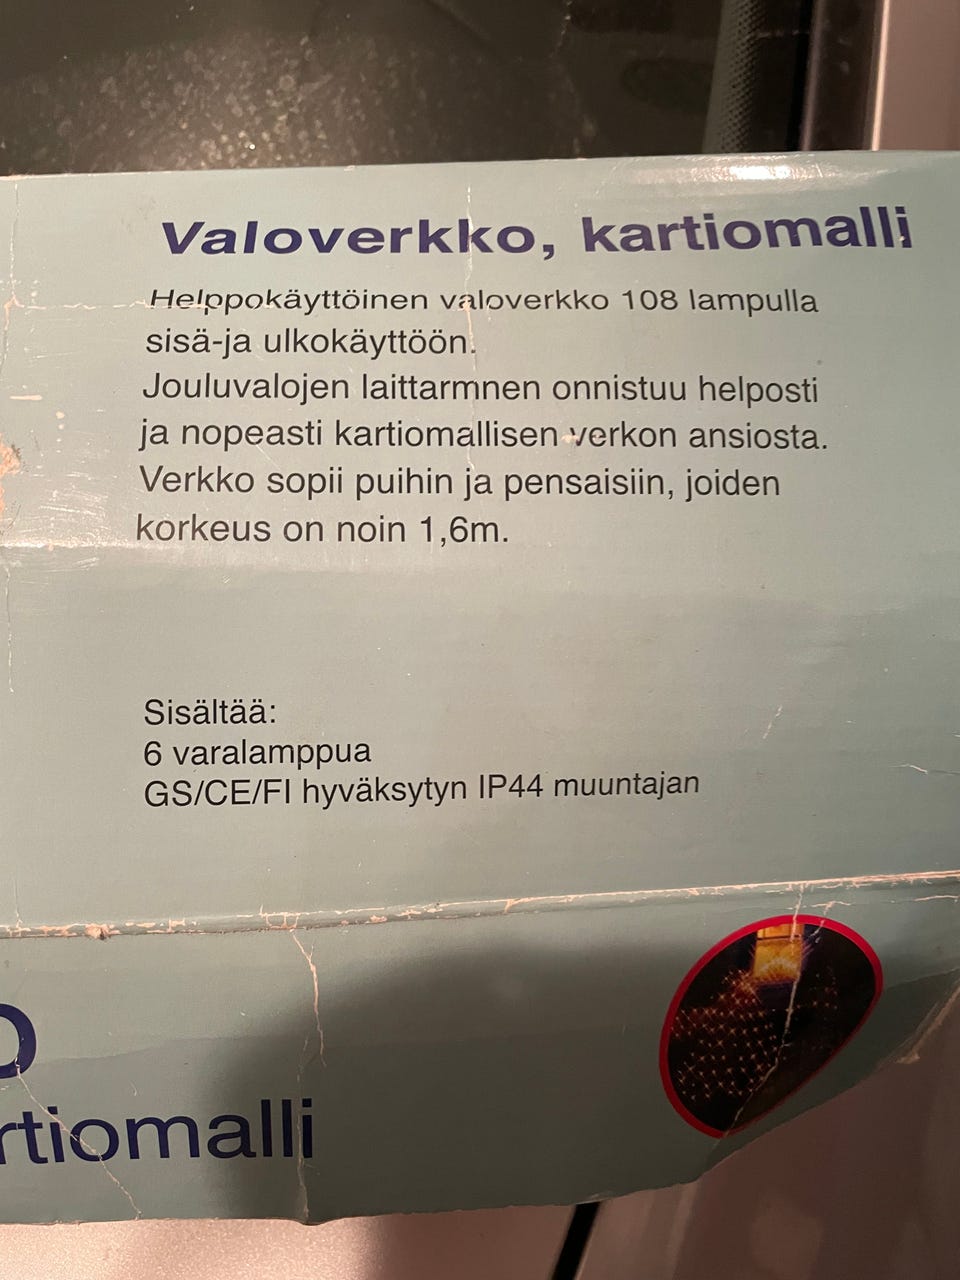 Valoverkko, kartiomalli
Helppokäyttöinen valoverkko 108 lampulla
sisä-ja ulkokäyttöön.
Jouluvalojen laittarmnen onnistuu helposti
ja nopeasti kartiomallisen verkon ansiosta.
Verkko sopii puihin ja pensaisiin, joiden
korkeus on noin 1,6m.
Sisältää:
6 varalamppua
GS/CE/FI hyväksytyn IP44 muuntajan
o
rtiomalli